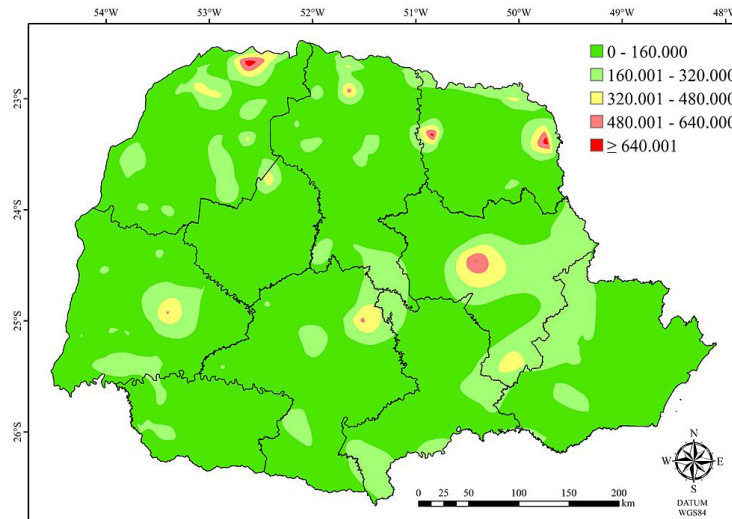 54°W 53°W 52°W 51°W 50°W 48°W
23°S
24°S
25°S
26°S
0 - 160.000
160.001 - 320.000
320.001 - 480.000
480.001 - 640.000
≥ 640.001
N
W E
S
DATUM
WGS84
0 25 50 100 150 200
km